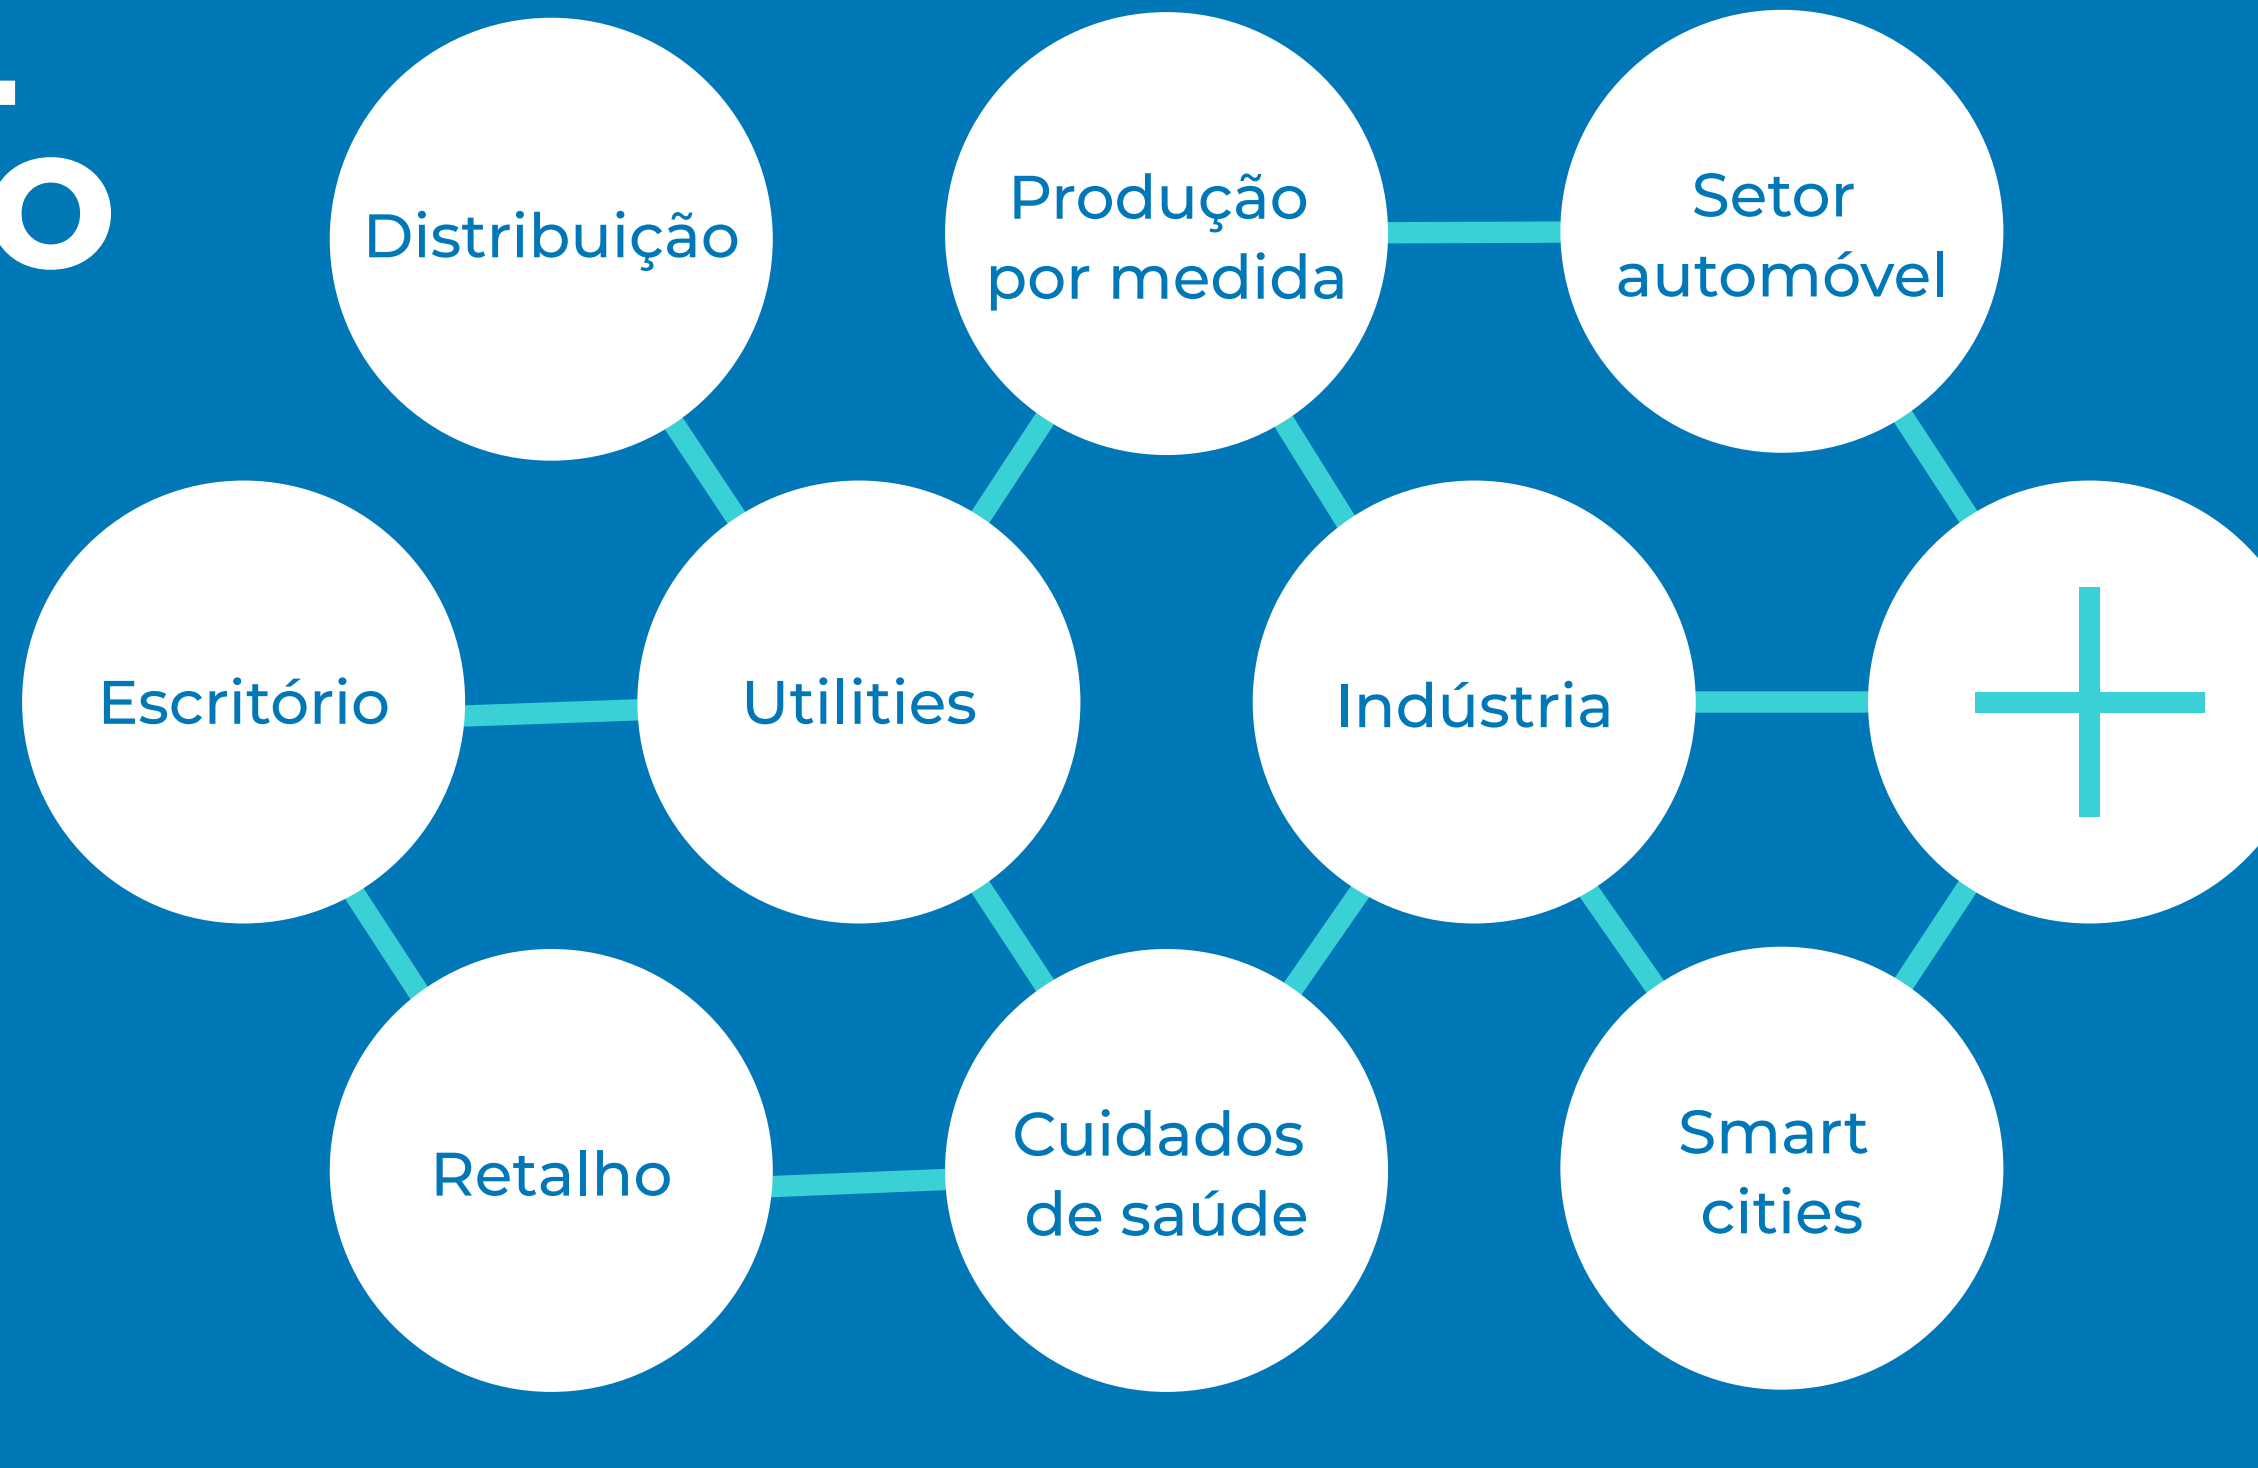 Distribuição
Produção
por medida
Setor
automóvel
Escritório
Utilities
Indústria
+
Retalho
Cuidados
de saúde
Smart
cities